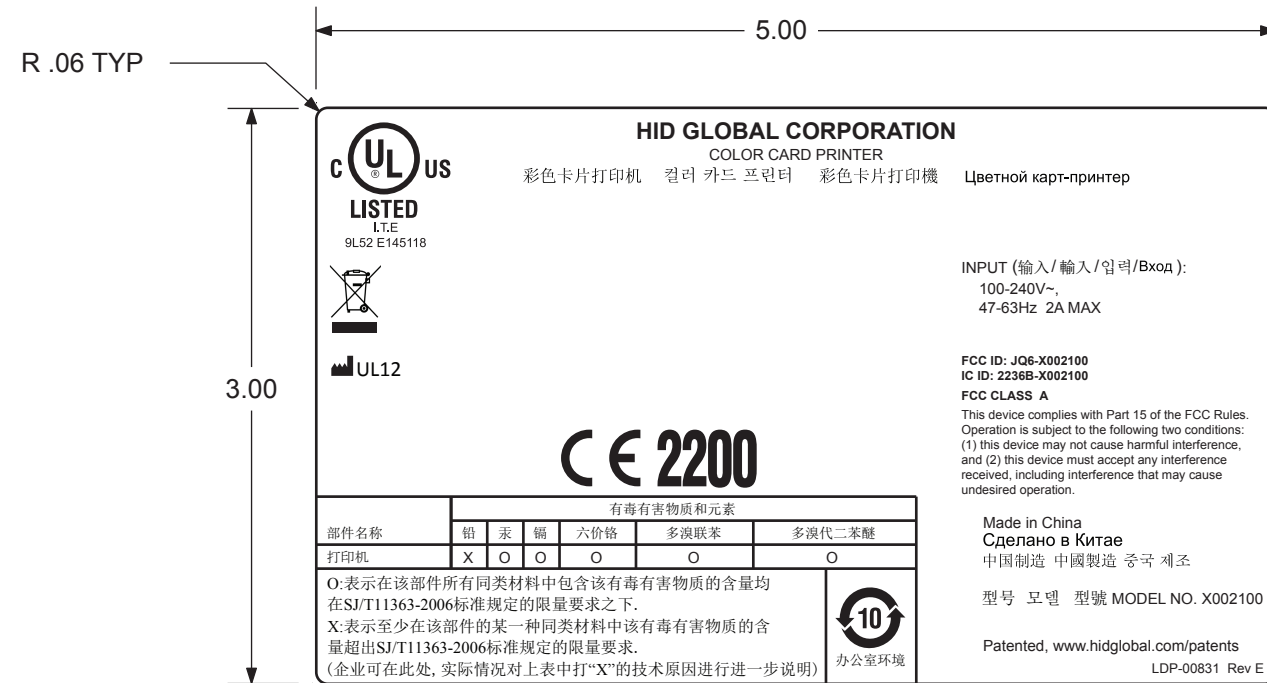 5.00
R .06 TYP
3.00
C UL ® US
LISTED
I.T.E
9L52 E145118
HID GLOBAL CORPORATION
COLOR CARD PRINTER
彩色卡片打印机 컬러 카드 프린터 彩色卡片打印機 Цветной карт-принтер
INPUT (输入/輸入/입력/Вход ):
100-240V~,
47-63Hz 2A MAX
UL12
FCC ID: JQ6-X002100
IC ID: 2236B-X002100
FCC CLASS A
This device complies with Part 15 of the FCC Rules.
Operation is subject to the following two conditions:
(1) this device may not cause harmful interference,
and (2) this device must accept any interference
received, including interference that may cause
undesired operation.
CE 2200
有毒有害物质和元素
部件名称 铅 汞 镉 六价铬 多溴联苯 多溴代二苯醚
打印机 X O O O O O
O:表示在该部件所有同类材料中包含该有毒有害物质的含量均
在SJ/T11363-2006标准规定的限量要求之下.
X:表示至少在该部件的某一种同类材料中该有毒有害物质的含
量超出SJ/T11363-2006标准规定的限量要求.
(企业可在此处, 实际情况对上表中打“X”的技术原因进行进一步说明)
10
办公室环境
Made in China
Сделано в Китае
中国制造 中國製造 중국 제조
型号 모델 型號 MODEL NO. X002100
Patented, www.hidglobal.com/patents
LDP-00831 Rev E